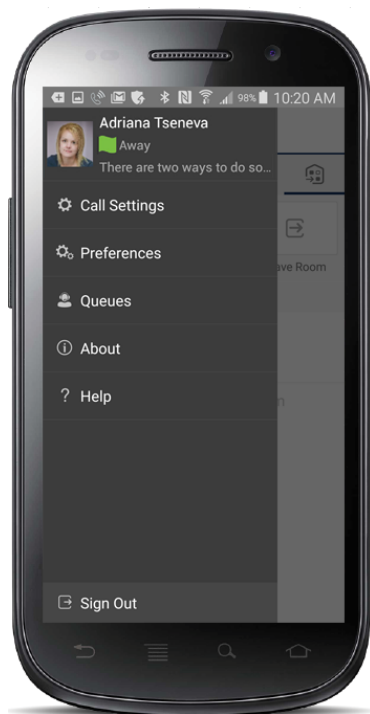 98% 10:20 AM
Adriana Tseneva
Away
There are two ways to do so...
Call Settings
ave Room
Preferences
Queues
About
? Help
Sign Out